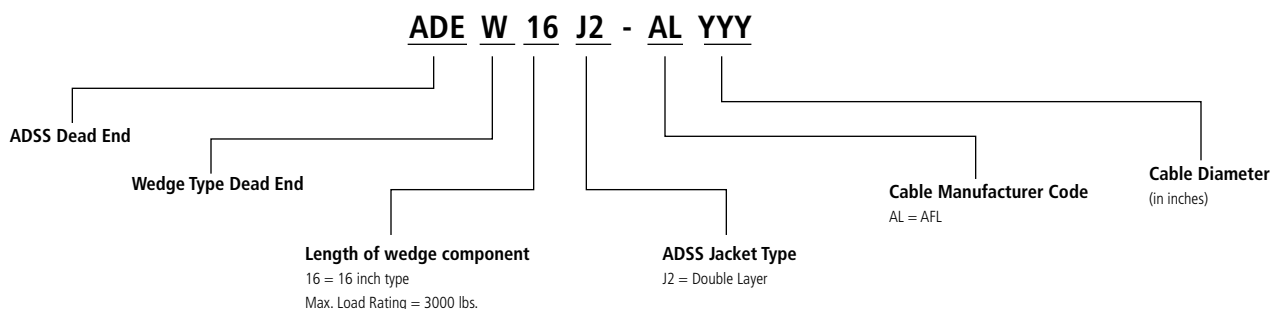 ADE W 16 J2 - AL YYY
ADSS Dead End
Wedge Type Dead End
Length of wedge component
16 = 16 inch type
Max. Load Rating = 3000 lbs.
ADSS Jacket Type
J2 = Double Layer
Cable Manufacturer Code
AL = AFL
Cable Diameter
(in inches)